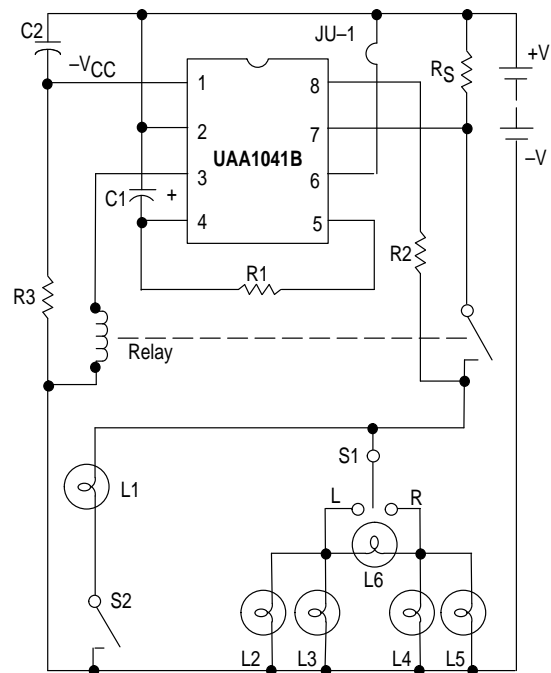 C2
–VCC
JU–1
RS
+V
–V
1
2
3
4
8
7
6
5
UAA1041B
C1 +
R1
R2
R3
Relay
S1
L R
L1
L6
S2
L2 L3 L4 L5